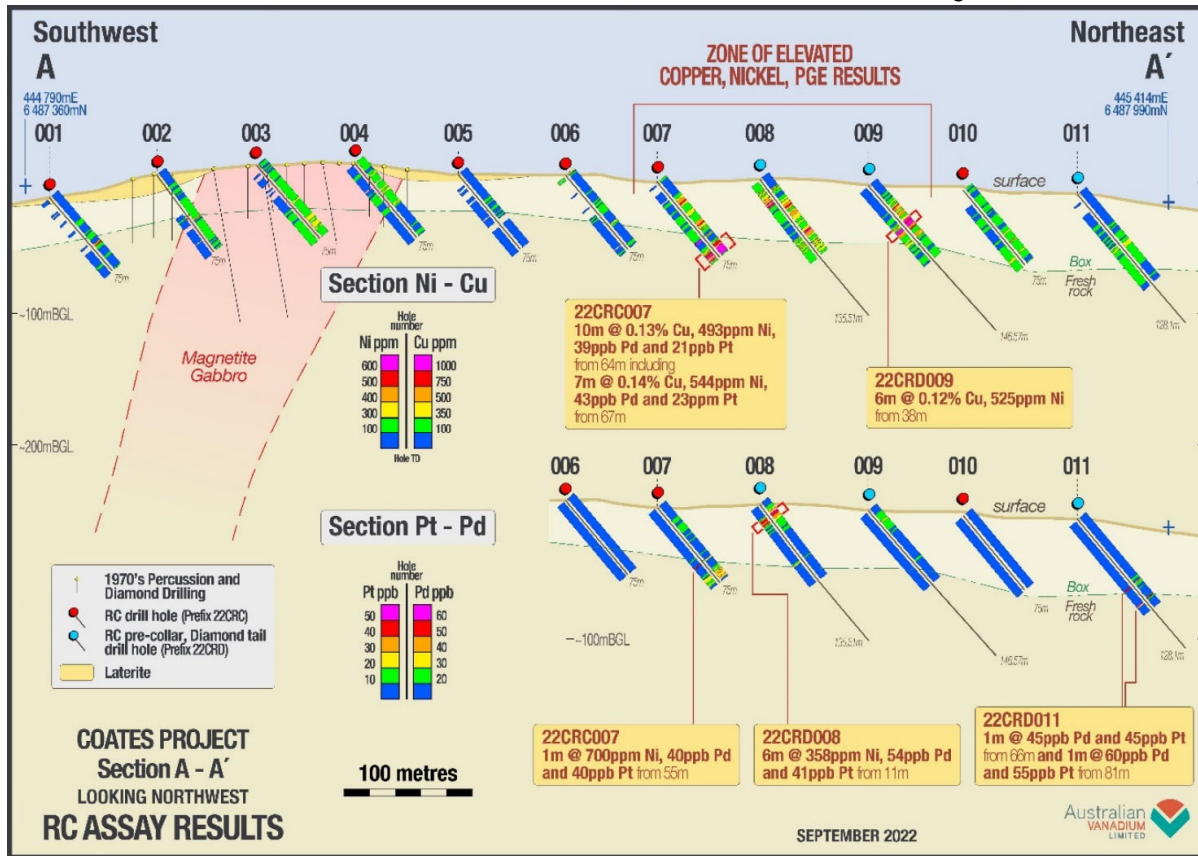 Southwest
A
444 790mE
6 487 360mN
Northeast
A´
445 414mE
6 487 990mN
ZONE OF ELEVATED
COPPER, NICKEL, PGE RESULTS
001
002
003
004
005
006
007
008
009
010
011
surface
75m
75m
75m
75m
75m
75m
75m
75m
75m
135.51m
146.57m
128.1m
Box
Fresh
rock
~100mBGL
~200mBGL
Magnetite
Gabbro
Section Ni - Cu
Hole
number
Ni ppm
Cu ppm
600
1000
500
750
400
500
300
350
100
100
Hole TD
22CRC007
10m @ 0.13% Cu, 493ppm Ni,
39ppb Pd and 21ppb Pt
from 64m including
7m @ 0.14% Cu, 544ppm Ni,
43ppb Pd and 23ppm Pt
from 67m
22CRD009
6m @ 0.12% Cu, 525ppm Ni
from 38m
006
007
008
009
010
011
surface
75m
75m
75m
135.51m
146.57m
128.1m
Box
Fresh
rock
~100mBGL
Section Pt - Pd
Hole
number
Pt ppb
Pd ppb
50
60
40
50
30
40
20
30
10
20
1970's Percussion and
Diamond Drilling
RC drill hole (Prefix 22CRC)
RC pre-collar, Diamond tail
drill hole (Prefix 22CRD)
Laterite
22CRC007
1m @ 700ppm Ni, 40ppb Pd
and 40ppb Pt from 55m
22CRD008
6m @ 358ppm Ni, 54ppb Pd
and 41ppb Pt from 11m
22CRD011
1m @ 45ppb Pd and 45ppb Pt
from 66m and 1m@60ppb Pd
and 55ppb Pt from 81m
COATES PROJECT
Section A - A´
LOOKING NORTHWEST
RC ASSAY RESULTS
100 metres
SEPTEMBER 2022
Australian
VANADIUM
LIMITED